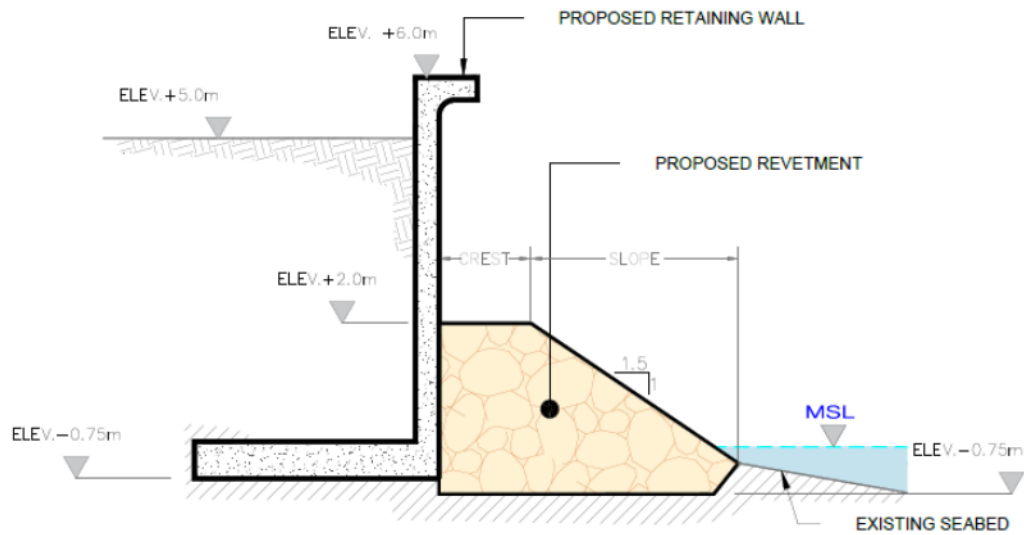 PROPOSED RETAINING WALL
ELEV. +6.0m
ELEV.+5.0m
PROPOSED REVETMENT
CREST
SLOPE
ELEV.+2.0m
1.5
1
MSL
ELEV.-0.75m
ELEV.-0.75m
EXISTING SEABED